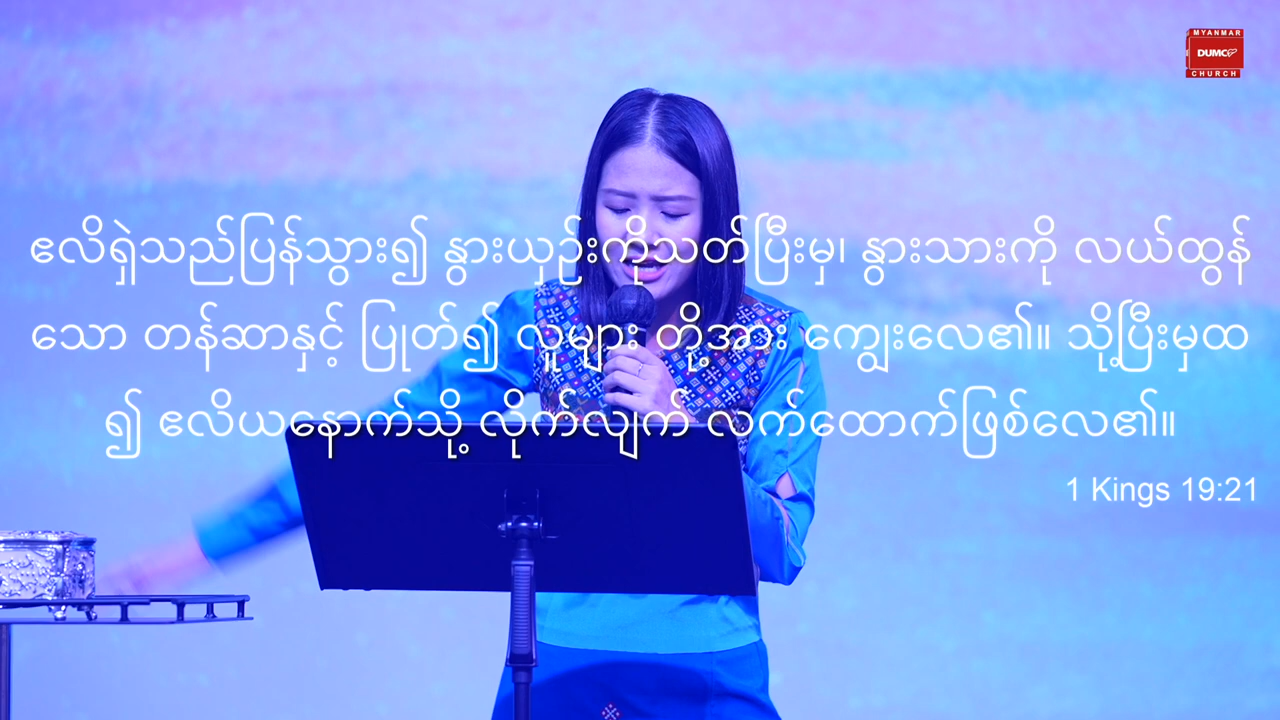 MYANMAR
DUMC
CHURCH
ဧလိရှဲသည်ပြန်သွား၍ နွားယှဉ်းကိုသတ်ပြီးမှ၊ နွားသားကို လယ်ထွန်
သော တန်ဆာနှင့် ပြုတ်၍ လူများ တို့အား ကျွေးလေ၏။ သို့ပြီးမှထ
၍ ဧလိယနောက်သို့ လိုက်လျက် လက်ထောက်ဖြစ်လေ၏။
1 Kings 19:21